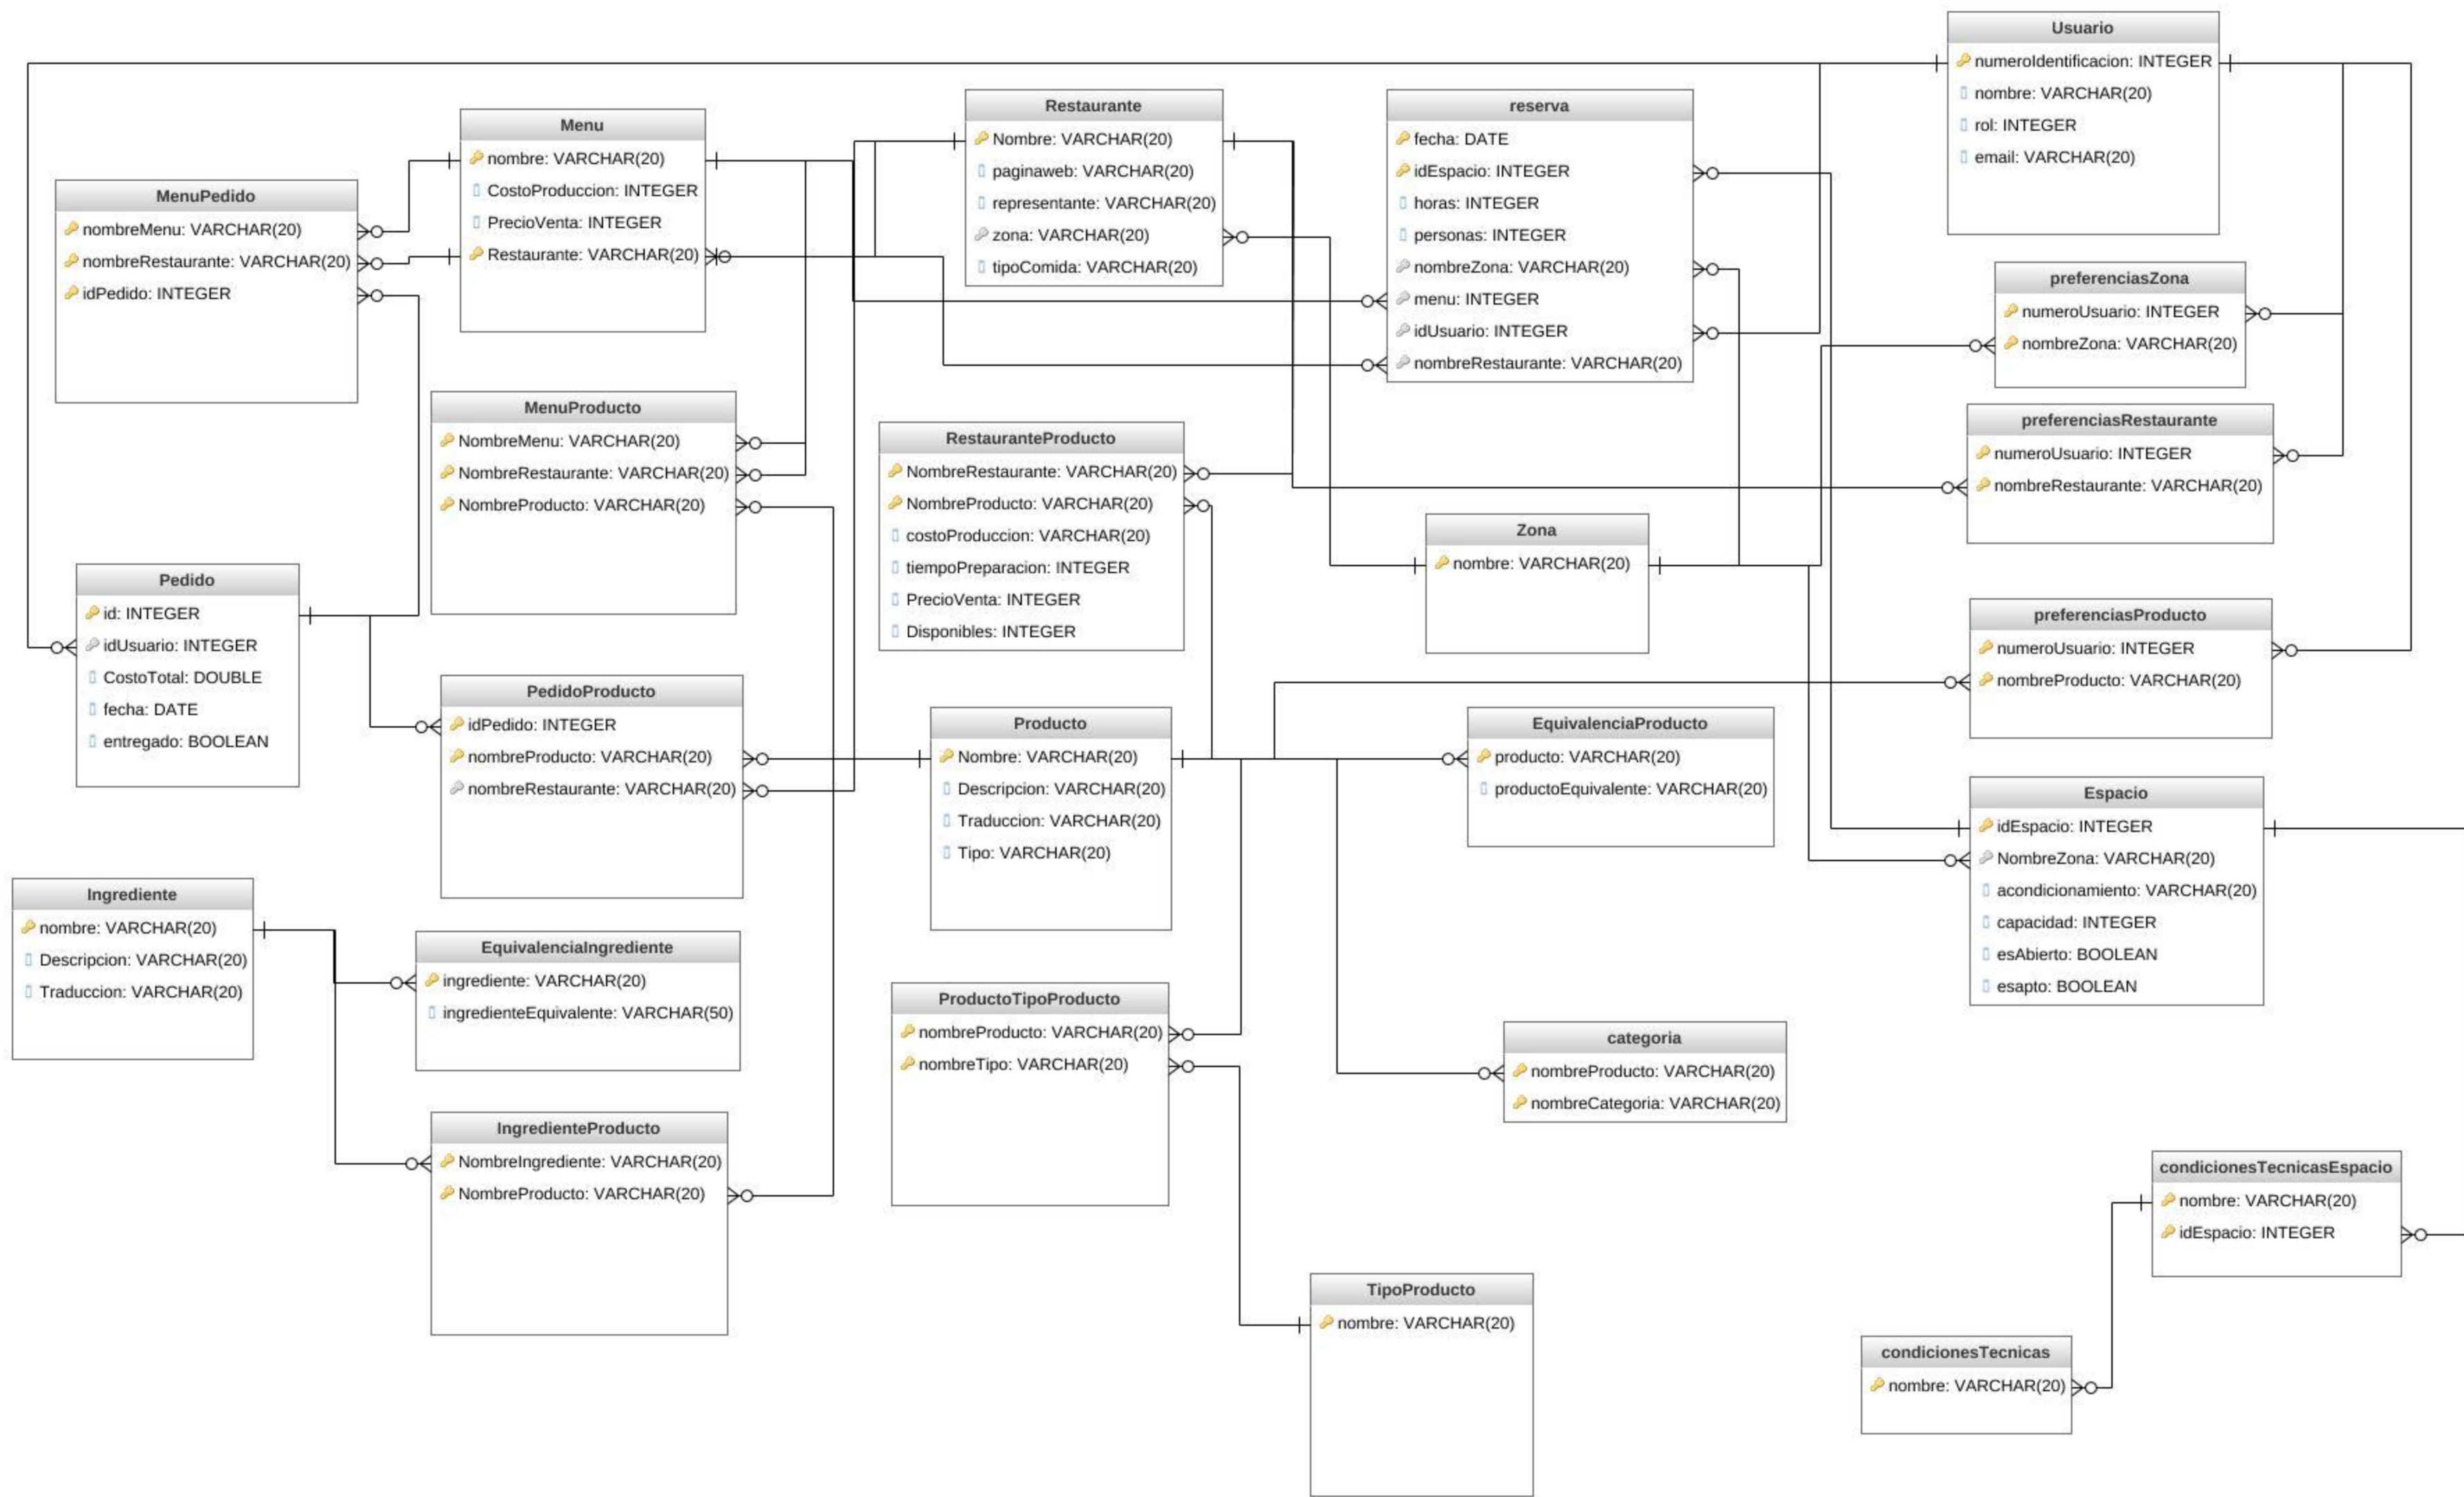 Usuario
numeroIdentificacion: INTEGER
nombre: VARCHAR(20)
rol: INTEGER
email: VARCHAR(20)
Restaurante
Nombre: VARCHAR(20)
paginaweb: VARCHAR(20)
representante: VARCHAR(20)
zona: VARCHAR(20)
tipoComida: VARCHAR(20)
reserva
fecha: DATE
idEspacio: INTEGER
horas: INTEGER
personas: INTEGER
nombreZona: VARCHAR(20)
menu: INTEGER
idUsuario: INTEGER
nombreRestaurante: VARCHAR(20)
Menu
nombre: VARCHAR(20)
CostoProduccion: INTEGER
PrecioVenta: INTEGER
Restaurante: VARCHAR(20)
MenuPedido
nombreMenu: VARCHAR(20)
nombreRestaurante: VARCHAR(20)
idPedido: INTEGER
preferenciasZona
numeroUsuario: INTEGER
nombreZona: VARCHAR(20)
MenuProducto
NombreMenu: VARCHAR(20)
NombreRestaurante: VARCHAR(20)
NombreProducto: VARCHAR(20)
preferenciasRestaurante
numeroUsuario: INTEGER
nombreRestaurante: VARCHAR(20)
RestauranteProducto
NombreRestaurante: VARCHAR(20)
NombreProducto: VARCHAR(20)
costoProduccion: VARCHAR(20)
tiempoPreparacion: INTEGER
PrecioVenta: INTEGER
Disponibles: INTEGER
Zona
nombre: VARCHAR(20)
Pedido
id: INTEGER
idUsuario: INTEGER
CostoTotal: DOUBLE
fecha: DATE
entregado: BOOLEAN
preferenciasProducto
numeroUsuario: INTEGER
nombreProducto: VARCHAR(20)
PedidoProducto
idPedido: INTEGER
nombreProducto: VARCHAR(20)
nombreRestaurante: VARCHAR(20)
Producto
Nombre: VARCHAR(20)
Descripcion: VARCHAR(20)
Traduccion: VARCHAR(20)
Tipo: VARCHAR(20)
EquivalenciaProducto
producto: VARCHAR(20)
productoEquivalente: VARCHAR(20)
Espacio
idEspacio: INTEGER
NombreZona: VARCHAR(20)
acondicionamiento: VARCHAR(20)
capacidad: INTEGER
esAbierto: BOOLEAN
esapto: BOOLEAN
Ingrediente
nombre: VARCHAR(20)
Descripcion: VARCHAR(20)
Traduccion: VARCHAR(20)
EquivalenciaIngrediente
ingrediente: VARCHAR(20)
ingredienteEquivalente: VARCHAR(50)
ProductoTipoProducto
nombreProducto: VARCHAR(20)
nombreTipo: VARCHAR(20)
categoria
nombreProducto: VARCHAR(20)
nombreCategoria: VARCHAR(20)
IngredienteProducto
NombreIngrediente: VARCHAR(20)
NombreProducto: VARCHAR(20)
condicionesTecnicasEspacio
nombre: VARCHAR(20)
idEspacio: INTEGER
TipoProducto
nombre: VARCHAR(20)
condicionesTecnicas
nombre: VARCHAR(20)